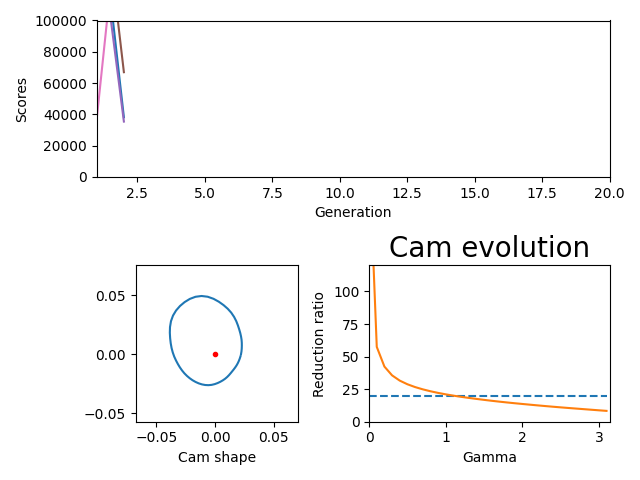 100000
80000
60000
40000
20000
0
Scores
2.5 5.0 7.5 10.0 12.5 15.0 17.5 20.0
Generation
Cam evolution
0.05
0.00
−0.05
−0.05 0.00 0.05
Cam shape
Reduction ratio
100
75
50
25
0
0 1 2 3
Gamma